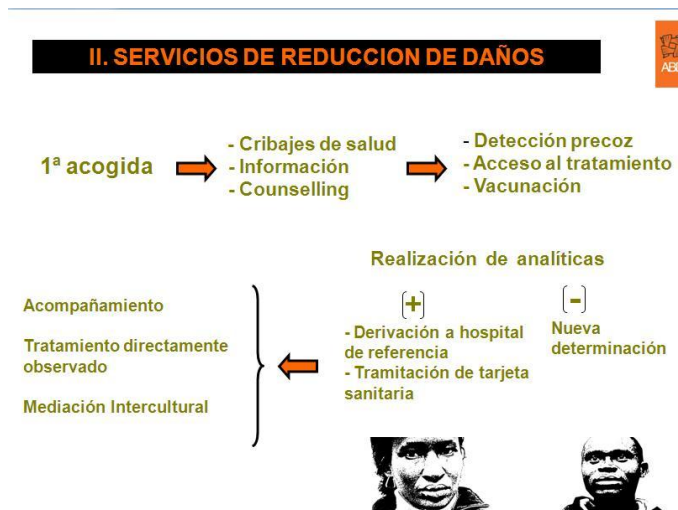 II. SERVICIOS DE REDUCCION DE DAÑOS
1ª acogida
- Cribajes de salud
- Información
- Counselling
- Detección precoz
- Acceso al tratamiento
- Vacunación
Realización de analíticas
(+)
- Derivación a hospital
de referencia
- Tramitación de tarjeta
sanitaria
(-)
Nueva
determinación
Acompañamiento
Tratamiento directamente
observado
Mediación Intercultural